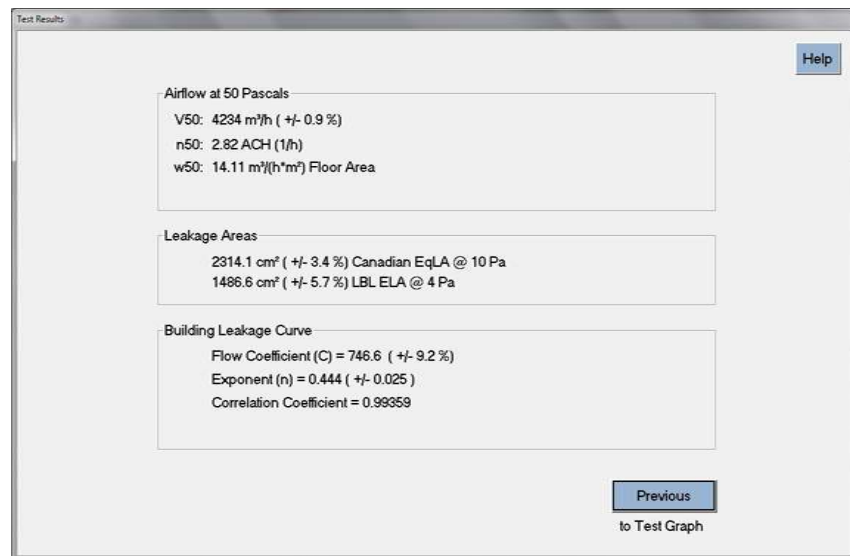 Test Results
Help
Airflow at 50 Pascals
V50: 4234 m³/h ( +/- 0.9 %)
n50: 2.82 ACH (1/h)
w50: 14.11 m³/(h*m²) Floor Area
Leakage Areas
2314.1 cm² ( +/- 3.4 %) Canadian EqLA @ 10 Pa
1486.6 cm² ( +/- 5.7 %) LBL ELA @ 4 Pa
Building Leakage Curve
Flow Coefficient (C) = 746.6 ( +/- 9.2 %)
Exponent (n) = 0.444 ( +/- 0.025 )
Correlation Coefficient = 0.99359
Previous
to Test Graph